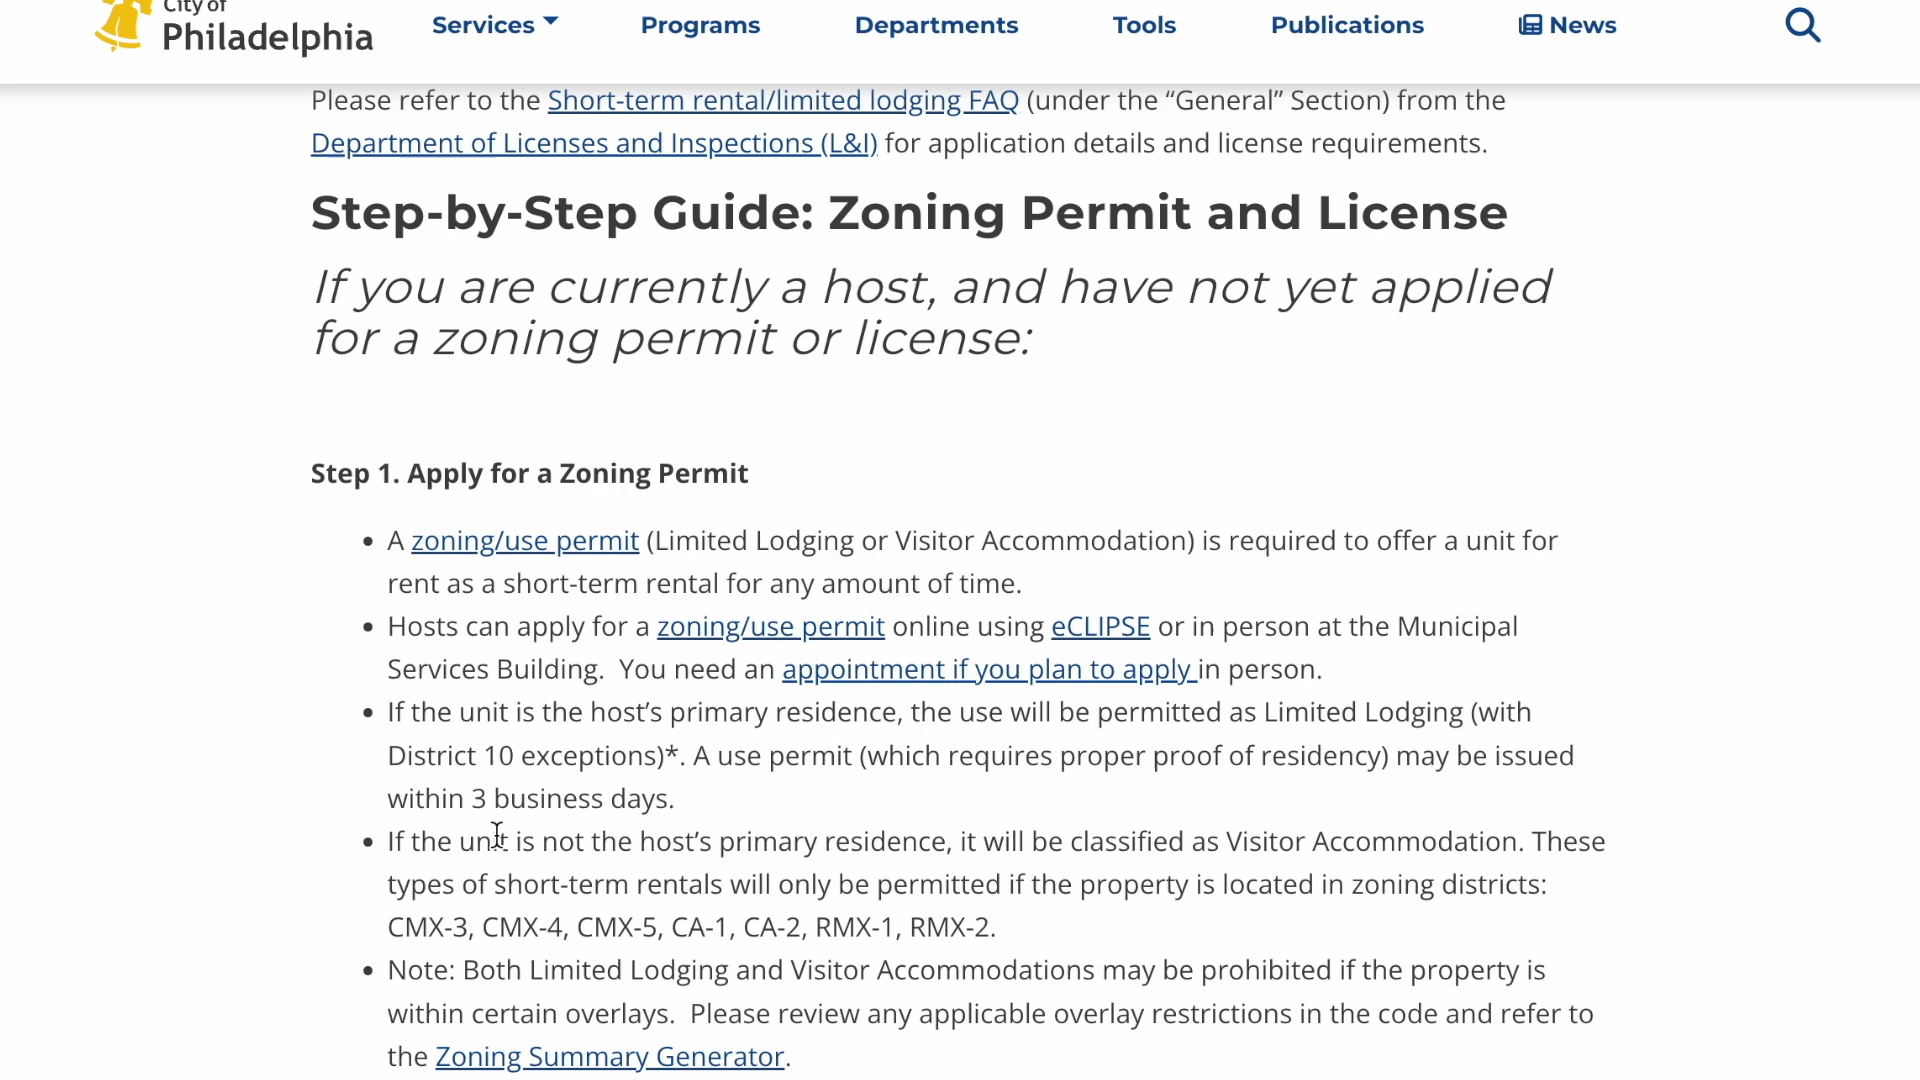 City of
Philadelphia
Services
Programs
Departments
Tools
Publications
News
Please refer to the Short-term rental/limited lodging FAQ (under the “General” Section) from the
Department of Licenses and Inspections (L&I) for application details and license requirements.
Step-by-Step Guide: Zoning Permit and License
If you are currently a host, and have not yet applied
for a zoning permit or license:
Step 1. Apply for a Zoning Permit
• A zoning/use permit (Limited Lodging or Visitor Accommodation) is required to offer a unit for
rent as a short-term rental for any amount of time.
• Hosts can apply for a zoning/use permit online using eCLIPSE or in person at the Municipal
Services Building.  You need an appointment if you plan to apply in person.
• If the unit is the host’s primary residence, the use will be permitted as Limited Lodging (with
District 10 exceptions)*. A use permit (which requires proper proof of residency) may be issued
within 3 business days.
• If the unit is not the host’s primary residence, it will be classified as Visitor Accommodation. These
types of short-term rentals will only be permitted if the property is located in zoning districts:
CMX-3, CMX-4, CMX-5, CA-1, CA-2, RMX-1, RMX-2.
• Note: Both Limited Lodging and Visitor Accommodations may be prohibited if the property is
within certain overlays.  Please review any applicable overlay restrictions in the code and refer to
the Zoning Summary Generator.